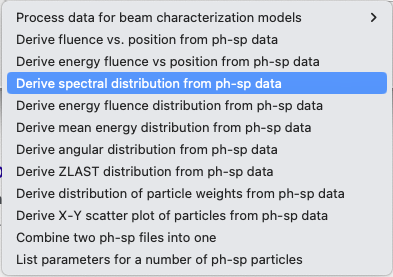 Process data for beam characterization models
Derive fluence vs. position from ph-sp data
Derive energy fluence vs position from ph-sp data
Derive spectral distribution from ph-sp data
Derive energy fluence distribution from ph-sp data
Derive mean energy distribution from ph-sp data
Derive angular distribution from ph-sp data
Derive ZLAST distribution from ph-sp data
Derive distribution of particle weights from ph-sp data
Derive X-Y scatter plot of particles from ph-sp data
Combine two ph-sp files into one
List parameters for a number of ph-sp particles